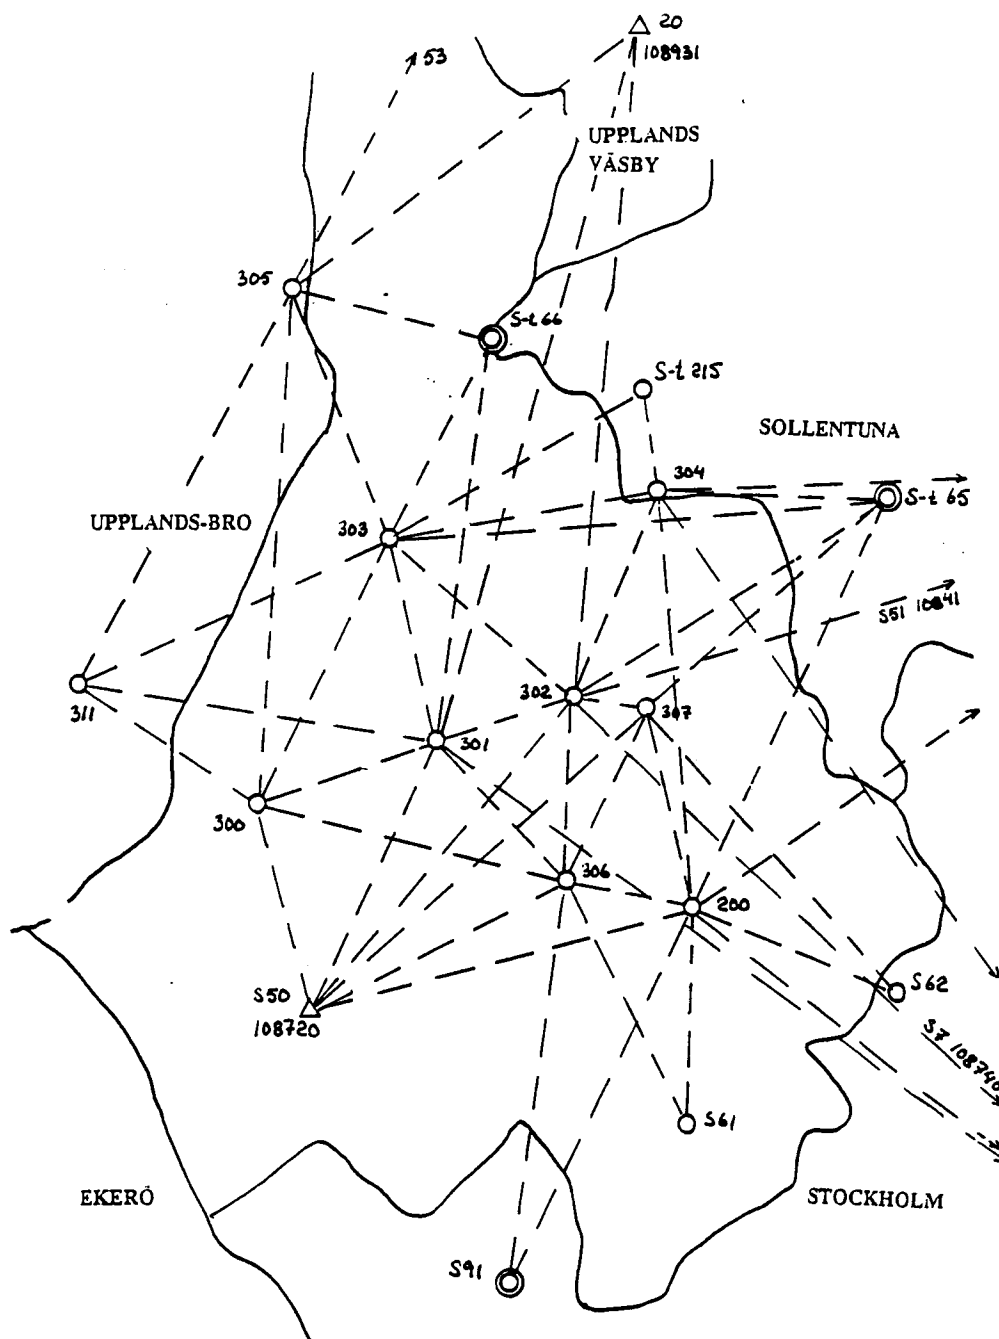 20
108931
53
UPPLANDS
VÄSBY
305
S-t 66
S-t 215
SOLLENTUNA
304
S-t 65
UPPLANDS-BRO
303
S51 10841
302
307
311
301
300
306
200
S50
108720
S62
S7 108740
S61
EKERÖ
STOCKHOLM
S91